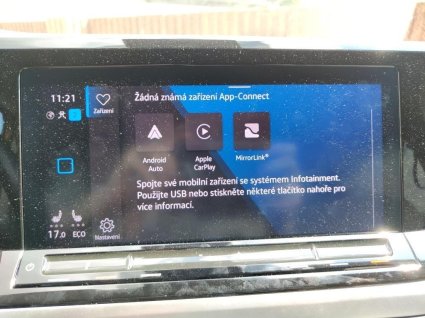 11:21
Zařízení
Žádná známá zařízení App-Connect
Android
Auto
Apple
CarPlay
MirrorLink®
Spojte své mobilní zařízení se systémem Infotainment.
Použijte USB nebo stiskněte některé tlačítko nahoře pro
více informací.
17.0
ECO
Nastavení